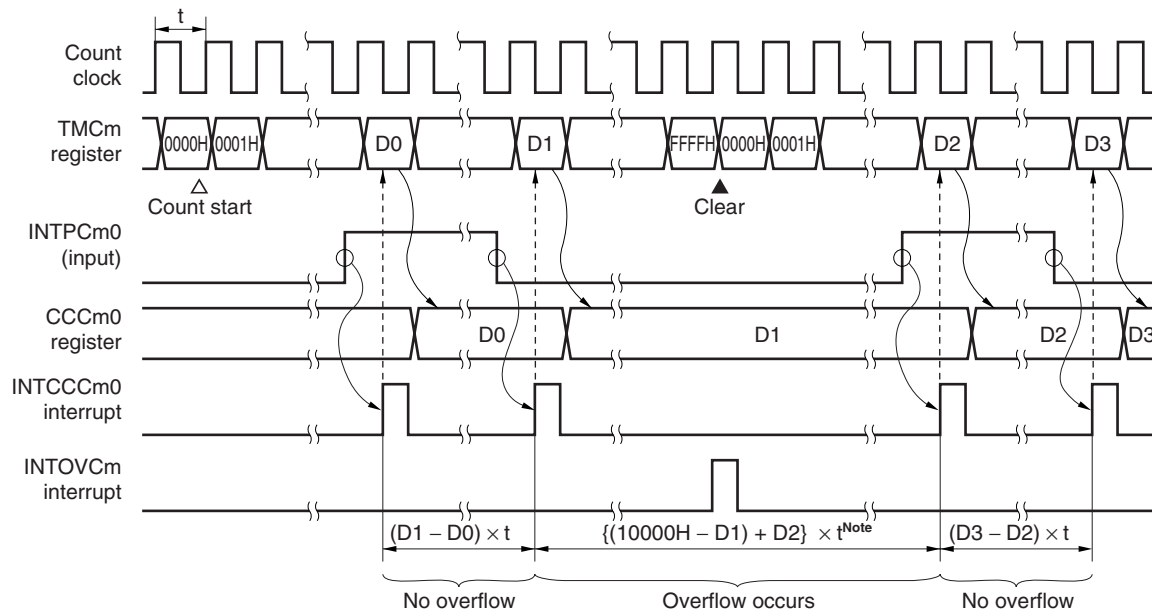 t
Count
clock
TMCm
register
0000H 0001H D0 D1 FFFFH 0000H 0001H D2 D3
Count start
Clear
INTPCm0
(input)
CCCm0
register
D0 D1 D2 D3
INTCCCm0
interrupt
INTOVCm
interrupt
(D1 − D0) × t {(10000H − D1) + D2} × tNote (D3 − D2) × t
No overflow Overflow occurs No overflow